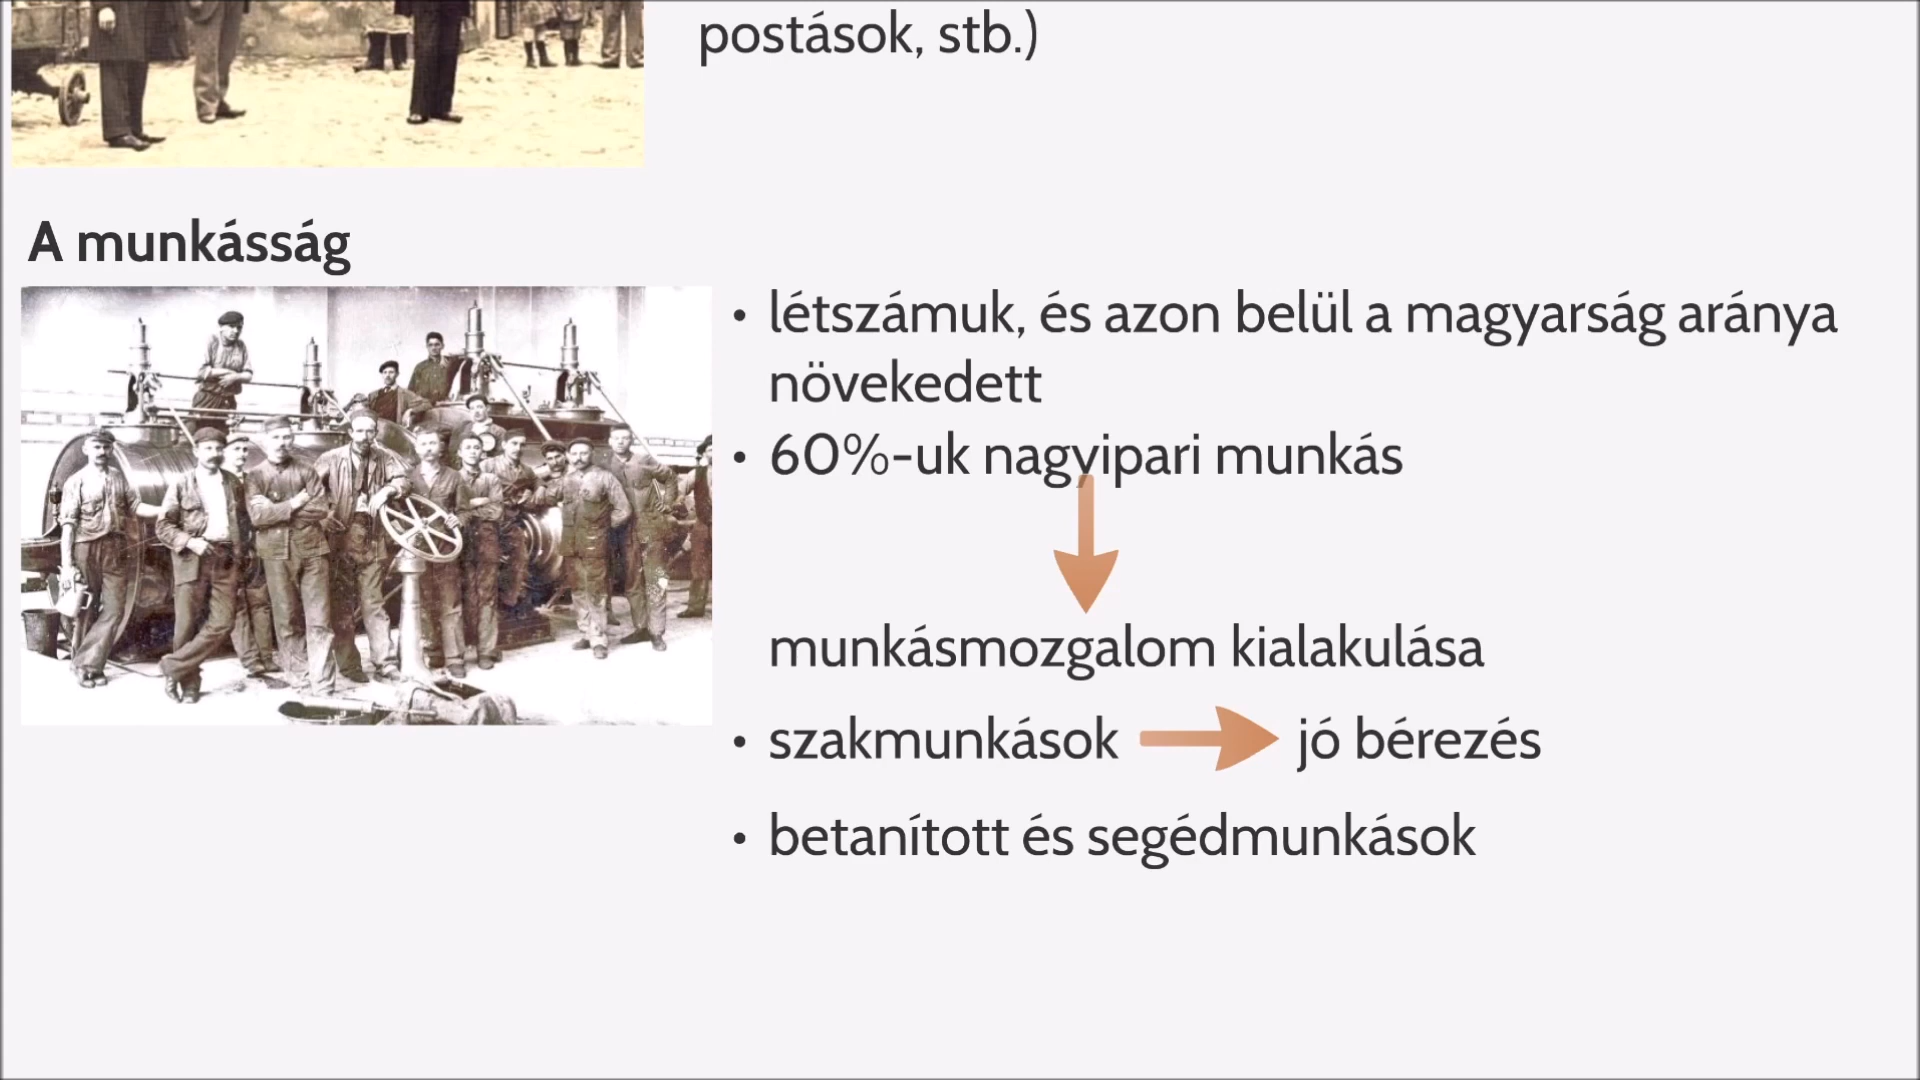 postások, stb.)
A munkásság
• létszámuk, és azon belül a magyarság aránya
növekedett
• 60%-uk nagyipari munkás
munkásmozgalom kialakulása
• szakmunkások → jó bérezés
• betanított és segédmunkások